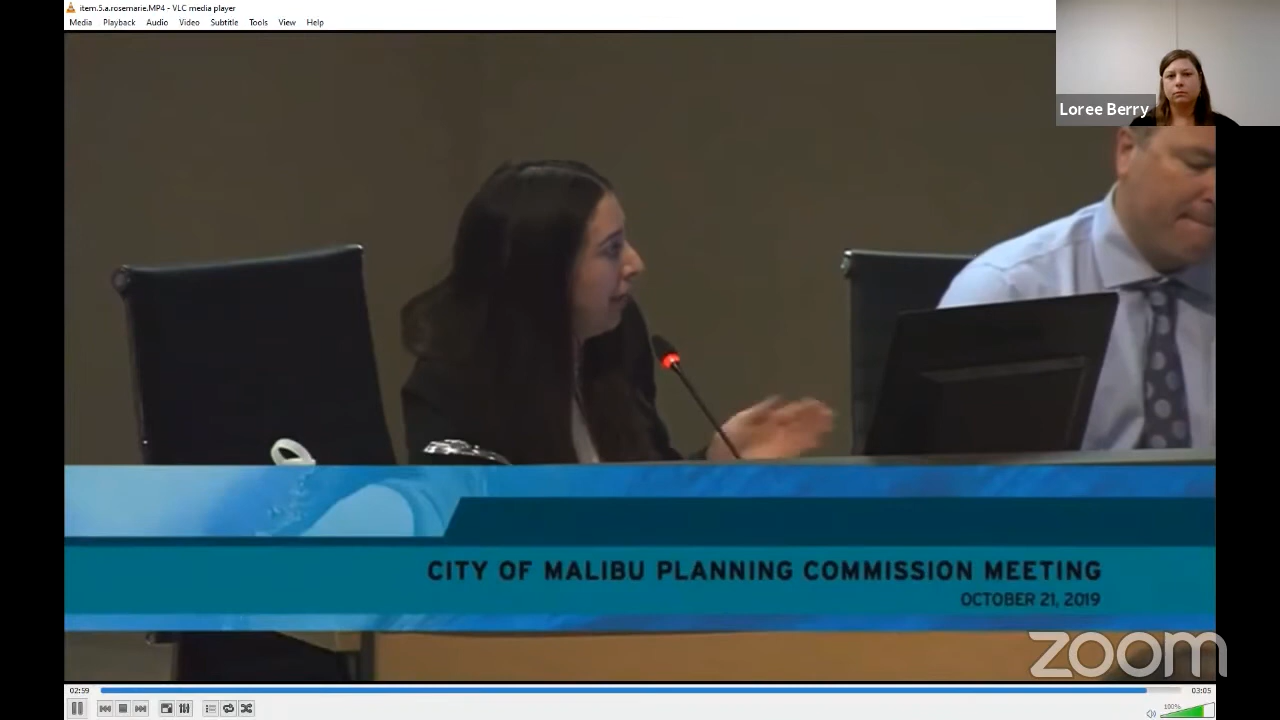 item.5.a.rosemarie.MP4 - VLC media player
Media Playback Audio Video Subtitle Tools View Help
Loree Berry
CITY OF MALIBU PLANNING COMMISSION MEETING
OCTOBER 21, 2019
zoom
02:59
03:05
100%